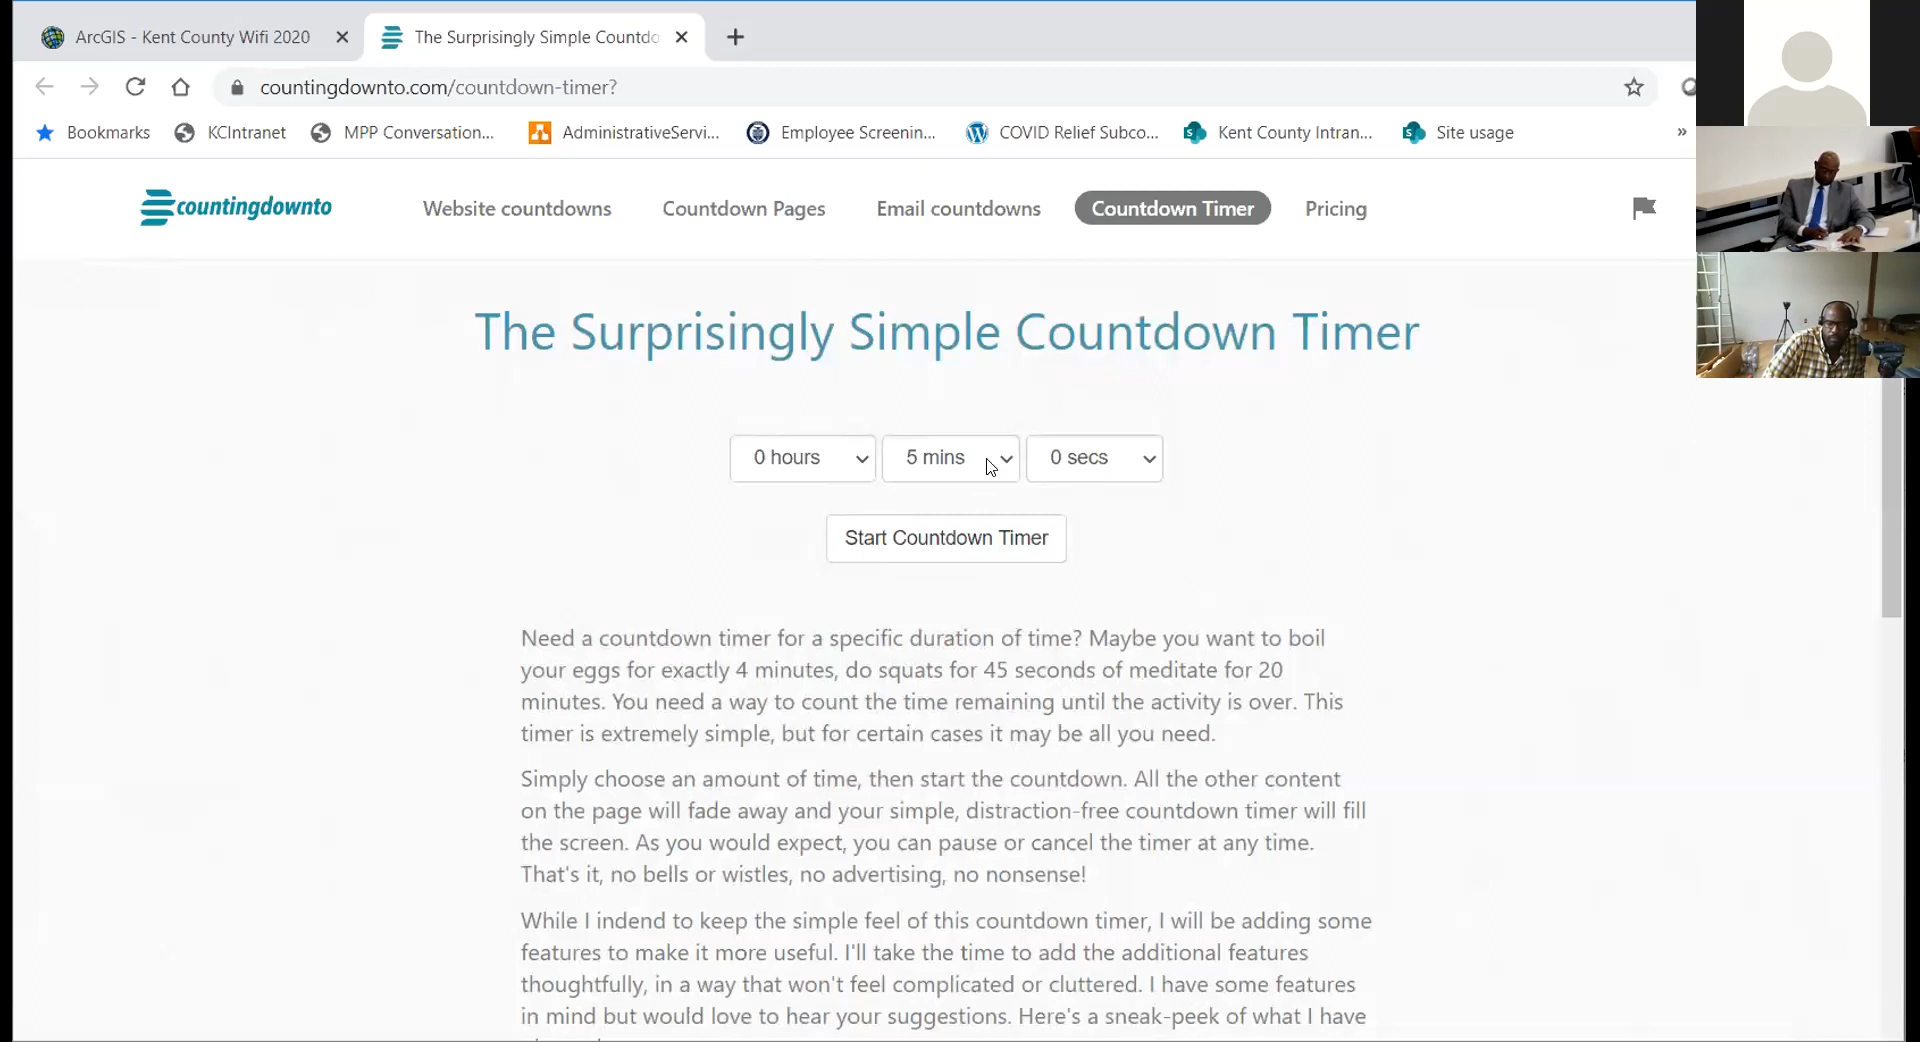 ArcGIS - Kent County Wifi 2020
The Surprisingly Simple Countdo
countingdownto.com/countdown-timer?
Bookmarks KCIntranet MPP Conversation... AdministrativeServi... Employee Screenin... COVID Relief Subco... Kent County Intran... Site usage »
countingdownto Website countdowns Countdown Pages Email countdowns Countdown Timer Pricing
The Surprisingly Simple Countdown Timer
0 hours 5 mins 0 secs
Start Countdown Timer
Need a countdown timer for a specific duration of time? Maybe you want to boil
your eggs for exactly 4 minutes, do squats for 45 seconds of meditate for 20
minutes. You need a way to count the time remaining until the activity is over. This
timer is extremely simple, but for certain cases it may be all you need.
Simply choose an amount of time, then start the countdown. All the other content
on the page will fade away and your simple, distraction-free countdown timer will fill
the screen. As you would expect, you can pause or cancel the timer at any time.
That's it, no bells or wistles, no advertising, no nonsense!
While I indend to keep the simple feel of this countdown timer, I will be adding some
features to make it more useful. I'll take the time to add the additional features
thoughtfully, in a way that won't feel complicated or cluttered. I have some features
in mind but would love to hear your suggestions. Here's a sneak-peek of what I have